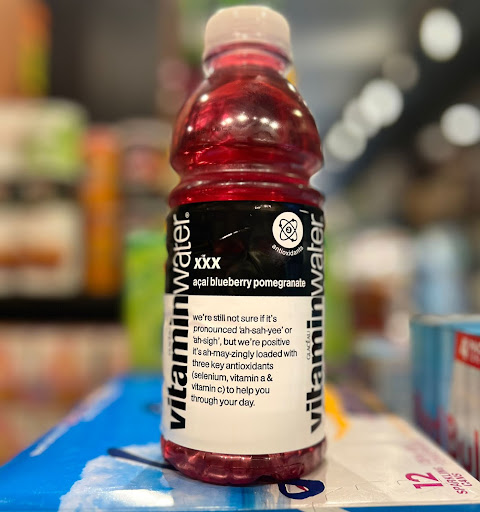 vitaminwater®
antioxidants
xxx
açaí blueberry pomegranate
we're still not sure if it's
pronounced 'ah-sah-yee' or
'ah-sigh', but we're positive
it's ah-may-zingly loaded with
three key antioxidants
(selenium, vitamin a &
vitamin c) to help you
through your day.
vitaminwater
12
SPARKLING
CANS